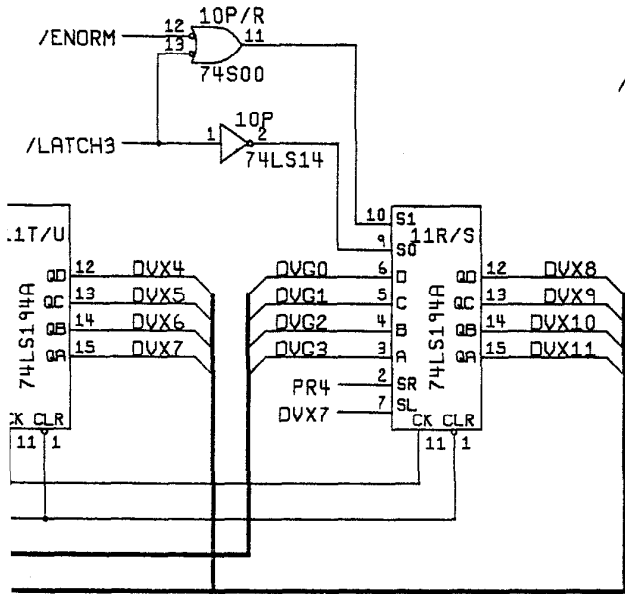 10P/R
/ENORM 12 11
13
74S00
10P
/LATCH3 1 2
74LS14
10 S1
11T/U 9 S0 11R/S
QD 12 DVX4 DVG0 6 D QD 12 DVX8
QC 13 DVX5 DVG1 5 C QC 13 DVX9
QB 14 DVX6 DVG2 4 B QB 14 DVX10
QA 15 DVX7 DVG3 3 A QA 15 DVX11
74LS194A 74LS194A
PR4 2 SR
DVX7 7 SL
CK CLR CK CLR
11 1 11 1